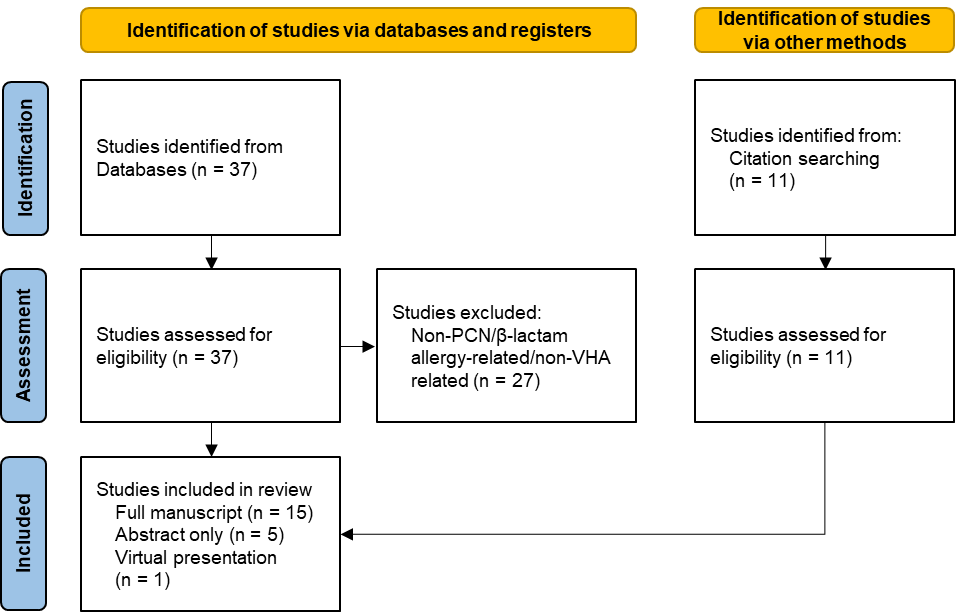 Identification of studies via databases and registers
Identification of studies
via other methods
Identification
Studies identified from
Databases (n = 37)
Studies identified from:
Citation searching
(n = 11)
Assessment
Studies assessed for
eligibility (n = 37)
Studies excluded:
Non-PCN/β-lactam
allergy-related/non-VHA
related (n = 27)
Studies assessed for
eligibility (n = 11)
Included
Studies included in review
Full manuscript (n = 15)
Abstract only (n = 5)
Virtual presentation
(n = 1)